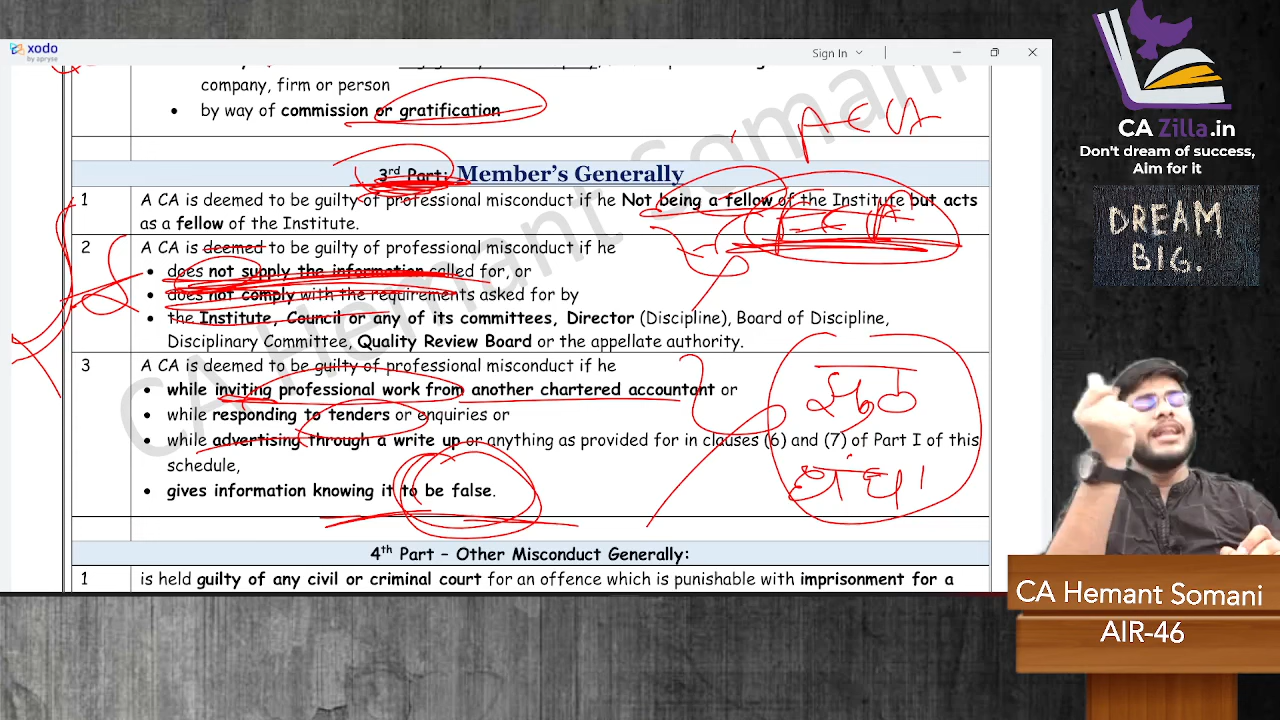 xodo
by apryse
Sign In
company, firm or person
• by way of commission or gratification
3rd Part: Member's Generally
1 A CA is deemed to be guilty of professional misconduct if he Not being a fellow of the Institute but acts
as a fellow of the Institute.
2 A CA is deemed to be guilty of professional misconduct if he
• does not supply the information called for, or
• does not comply with the requirements asked for by
• the Institute, Council or any of its committees, Director (Discipline), Board of Discipline,
Disciplinary Committee, Quality Review Board or the appellate authority.
3 A CA is deemed to be guilty of professional misconduct if he
• while inviting professional work from another chartered accountant or
• while responding to tenders or enquiries or
• while advertising through a write up or anything as provided for in clauses (6) and (7) of Part I of this
schedule,
• gives information knowing it to be false.
4th Part – Other Misconduct Generally:
1 is held guilty of any civil or criminal court for an offence which is punishable with imprisonment for a
CA Hemant Somani
CA Zilla.in
Don't dream of success,
Aim for it
DREAM
BIG.
CA Hemant Somani
AIR-46